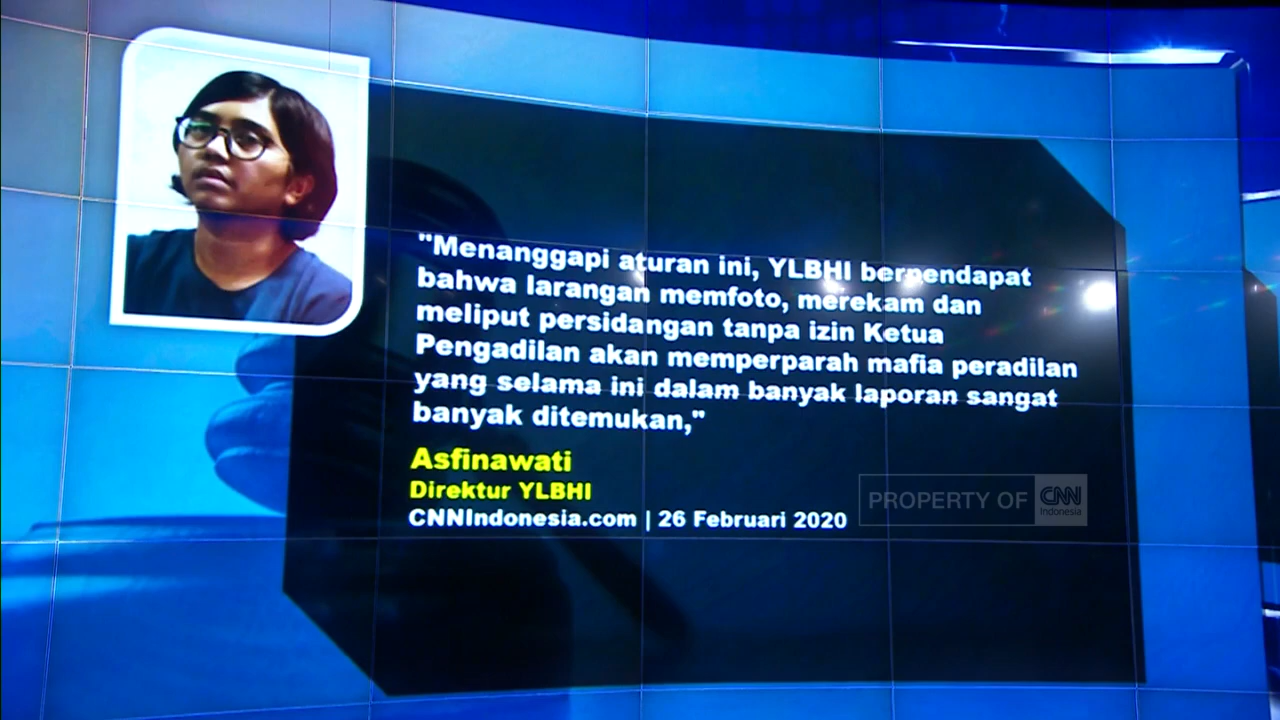 "Menanggapi aturan ini, YLBHI berpendapat
bahwa larangan memfoto, merekam dan
meliput persidangan tanpa izin Ketua
Pengadilan akan memperparah mafia peradilan
yang selama ini dalam banyak laporan sangat
banyak ditemukan,"
Asfinawati
Direktur YLBHI
CNNIndonesia.com | 26 Februari 2020
PROPERTY OF CNN
Indonesia